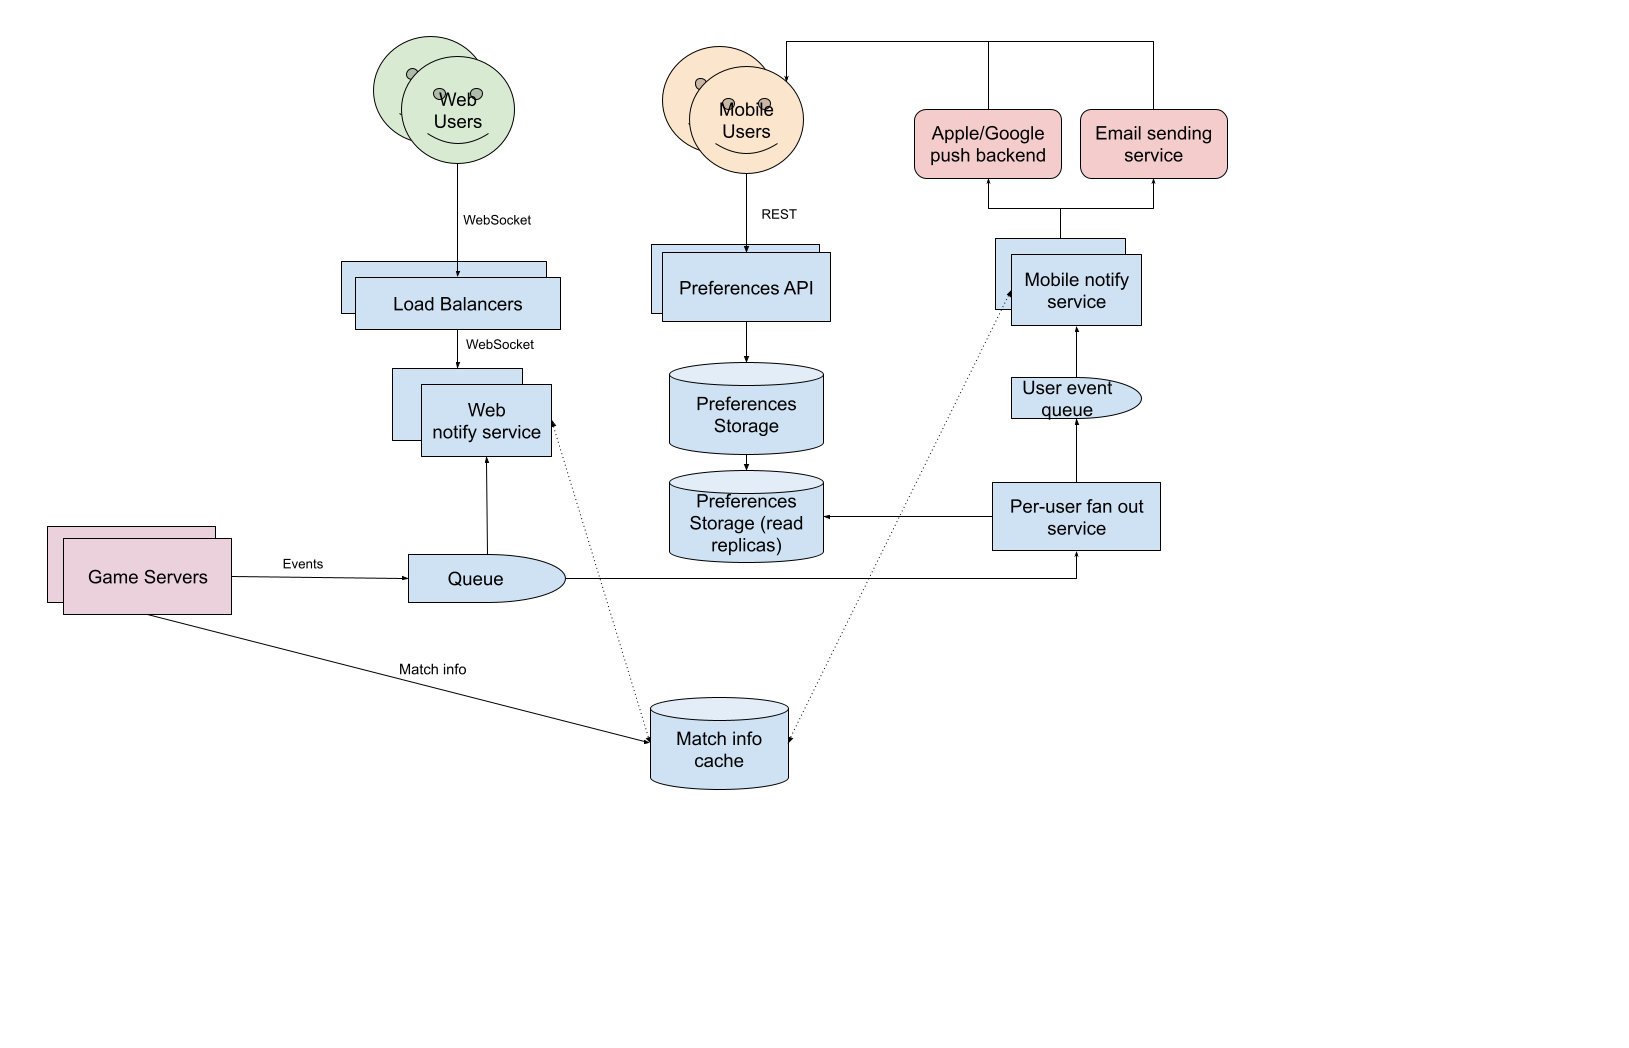 Web
Users
Mobile
Users
Apple/Google
push backend
Email sending
service
WebSocket
REST
Load Balancers
Preferences API
Mobile notify
service
WebSocket
Web
notify service
Preferences
Storage
User event
queue
Preferences
Storage (read
replicas)
Per-user fan out
service
Game Servers
Events
Queue
Match info
Match info
cache